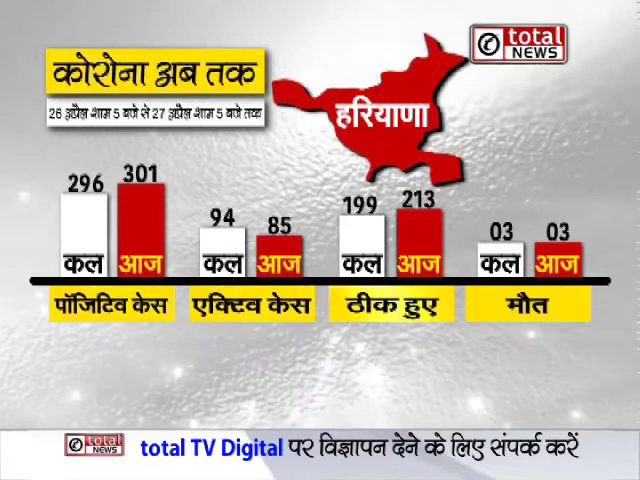 total
NEWS
कोरोना अब तक
26 अप्रैल शाम 5 बजे से 27 अप्रैल शाम 5 बजे तक
हरियाणा
296 301 94 85 199 213 03 03
कल आज कल आज कल आज कल आज
पॉजिटिव केस एक्टिव केस ठीक हुए मौत
total
NEWS
total TV Digital पर विज्ञापन देने के लिए संपर्क करें